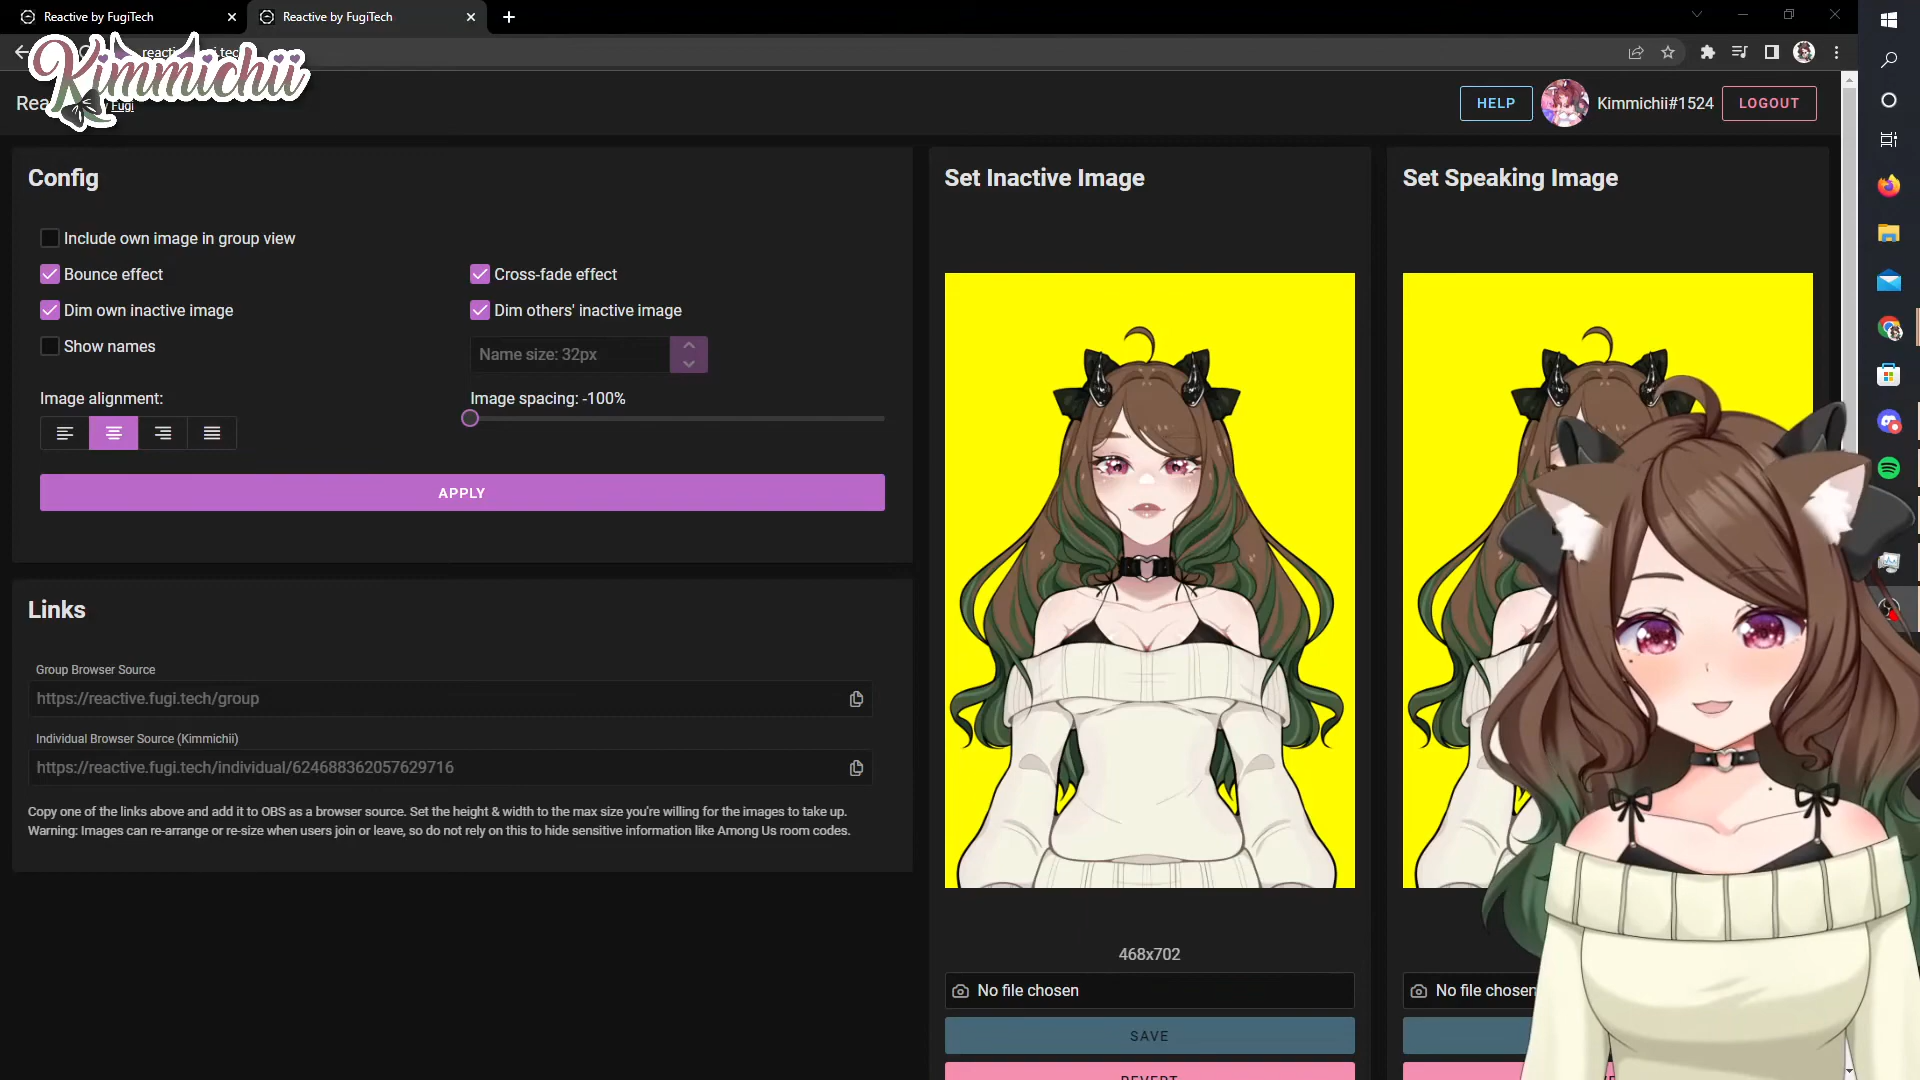 Reactive by FugiTech
Reactive by FugiTech
Kimmichii
Fugi
HELP
Kimmichii#1524
LOGOUT
Config
Include own image in group view
Bounce effect
Cross-fade effect
Dim own inactive image
Dim others' inactive image
Show names
Name size: 32px
Image alignment:
Image spacing: -100%
APPLY
Links
Group Browser Source
https://reactive.fugi.tech/group
Individual Browser Source (Kimmichii)
https://reactive.fugi.tech/individual/624688362057629716
Copy one of the links above and add it to OBS as a browser source. Set the height & width to the max size you're willing for the images to take up.
Warning: Images can re-arrange or re-size when users join or leave, so do not rely on this to hide sensitive information like Among Us room codes.
Set Inactive Image
468x702
No file chosen
SAVE
REVERT
Set Speaking Image
No file chosen